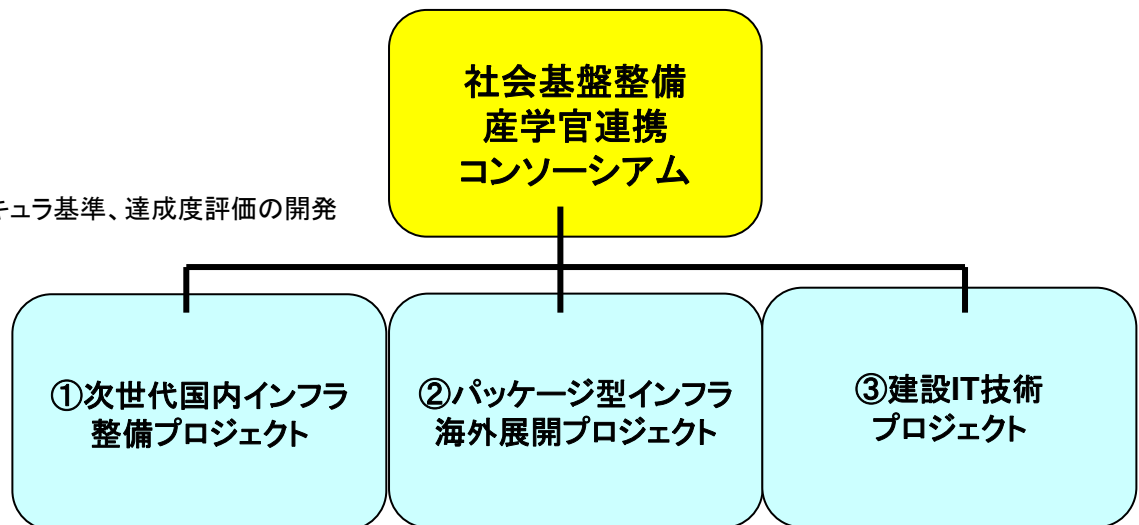 社会基盤整備
産学官連携
コンソーシアム
キュラ基準、達成度評価の開発
①次世代国内インフラ
整備プロジェクト
②パッケージ型インフラ
海外展開プロジェクト
③建設IT技術
プロジェクト